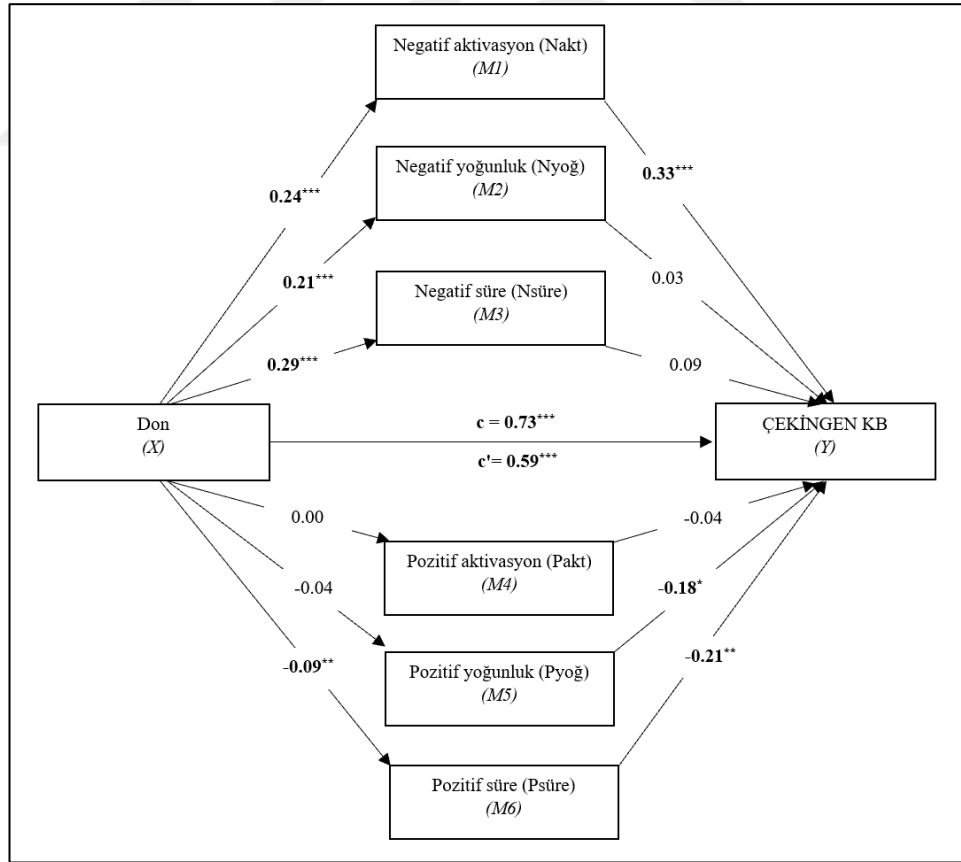 Negatif aktivasyon (Nakt)
(M1)
Negatif yoğunluk (Nyoğ)
(M2)
0.24***
0.33***
0.21***
0.03
Negatif süre (Nsüre)
(M3)
0.29***
0.09
Don
(X)
c = 0.73***
c'= 0.59***
ÇEKİNGEN KB
(Y)
0.00
-0.04
Pozitif aktivasyon (Pakt)
(M4)
-0.04
-0.18*
-0.09**
-0.21**
Pozitif yoğunluk (Pyoğ)
(M5)
Pozitif süre (Psüre)
(M6)